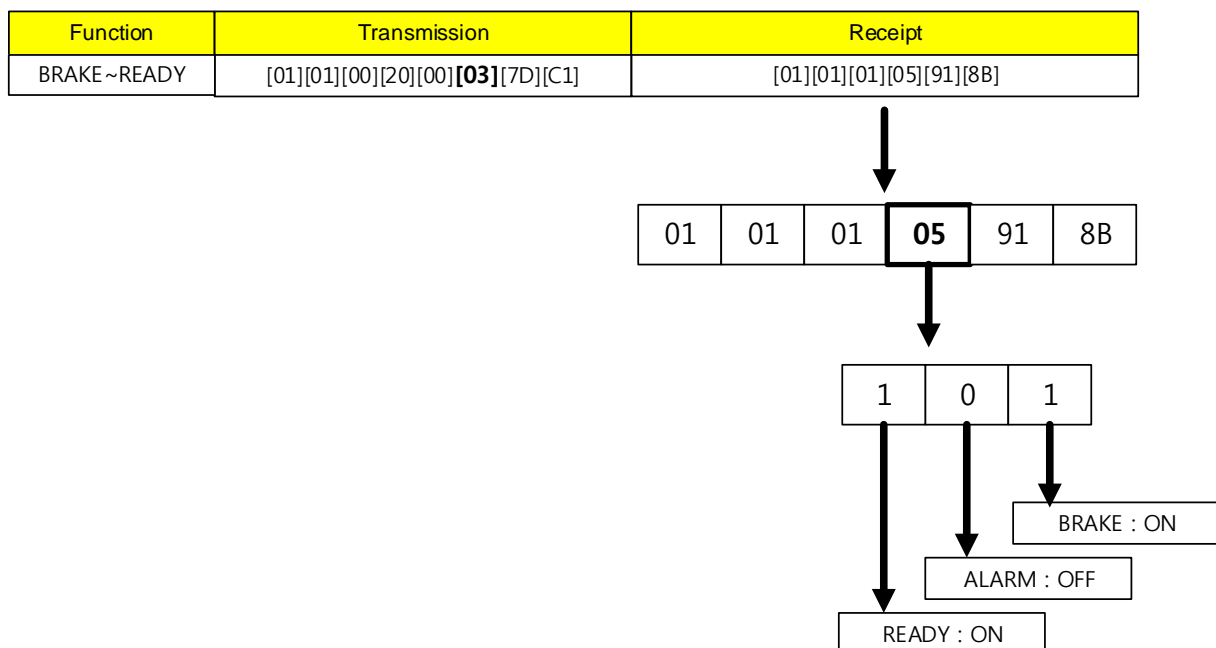 Function Transmission Receipt
BRAKE~READY [01][01][00][20][00][03][7D][C1] [01][01][01][05][91][8B]
01 01 01 05 91 8B
1 0 1
BRAKE : ON
ALARM : OFF
READY : ON